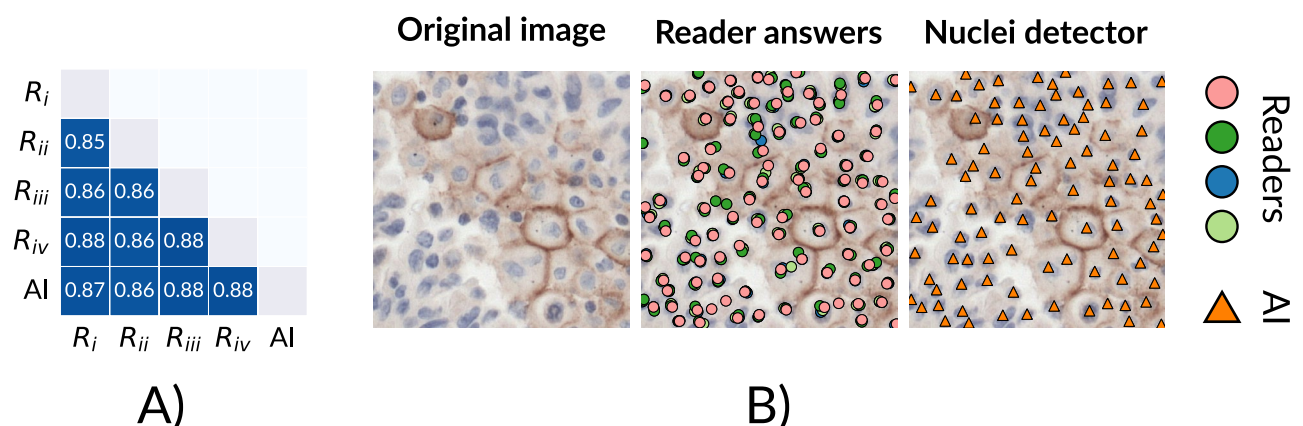 Original image
Reader answers
Nuclei detector
R_i
R_ii 0.85
R_iii 0.86 0.86
R_iv 0.88 0.86 0.88
AI 0.87 0.86 0.88 0.88
R_i R_ii R_iii R_iv AI
A)
B)
Readers
AI